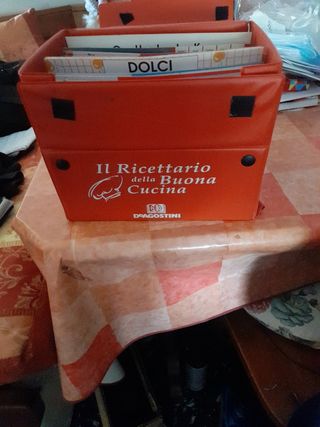 DOLCI
Il Ricettario
della Buona
Cucina
DEAGOSTINI